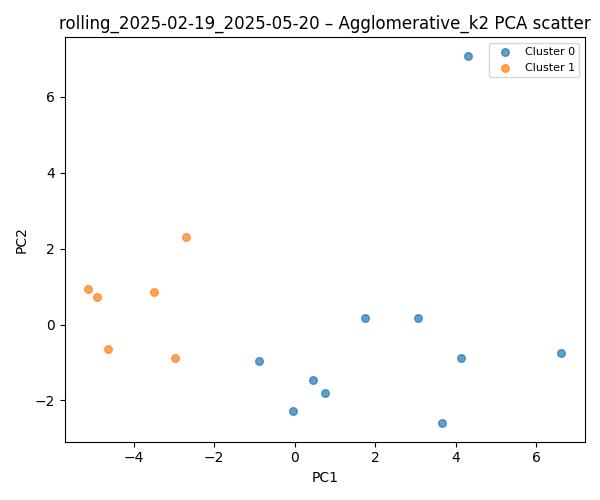 rolling_2025-02-19_2025-05-20 – Agglomerative_k2 PCA scatter
Cluster 0
Cluster 1
6
4
2
0
−2
PC2
−4
−2
0
2
4
6
PC1